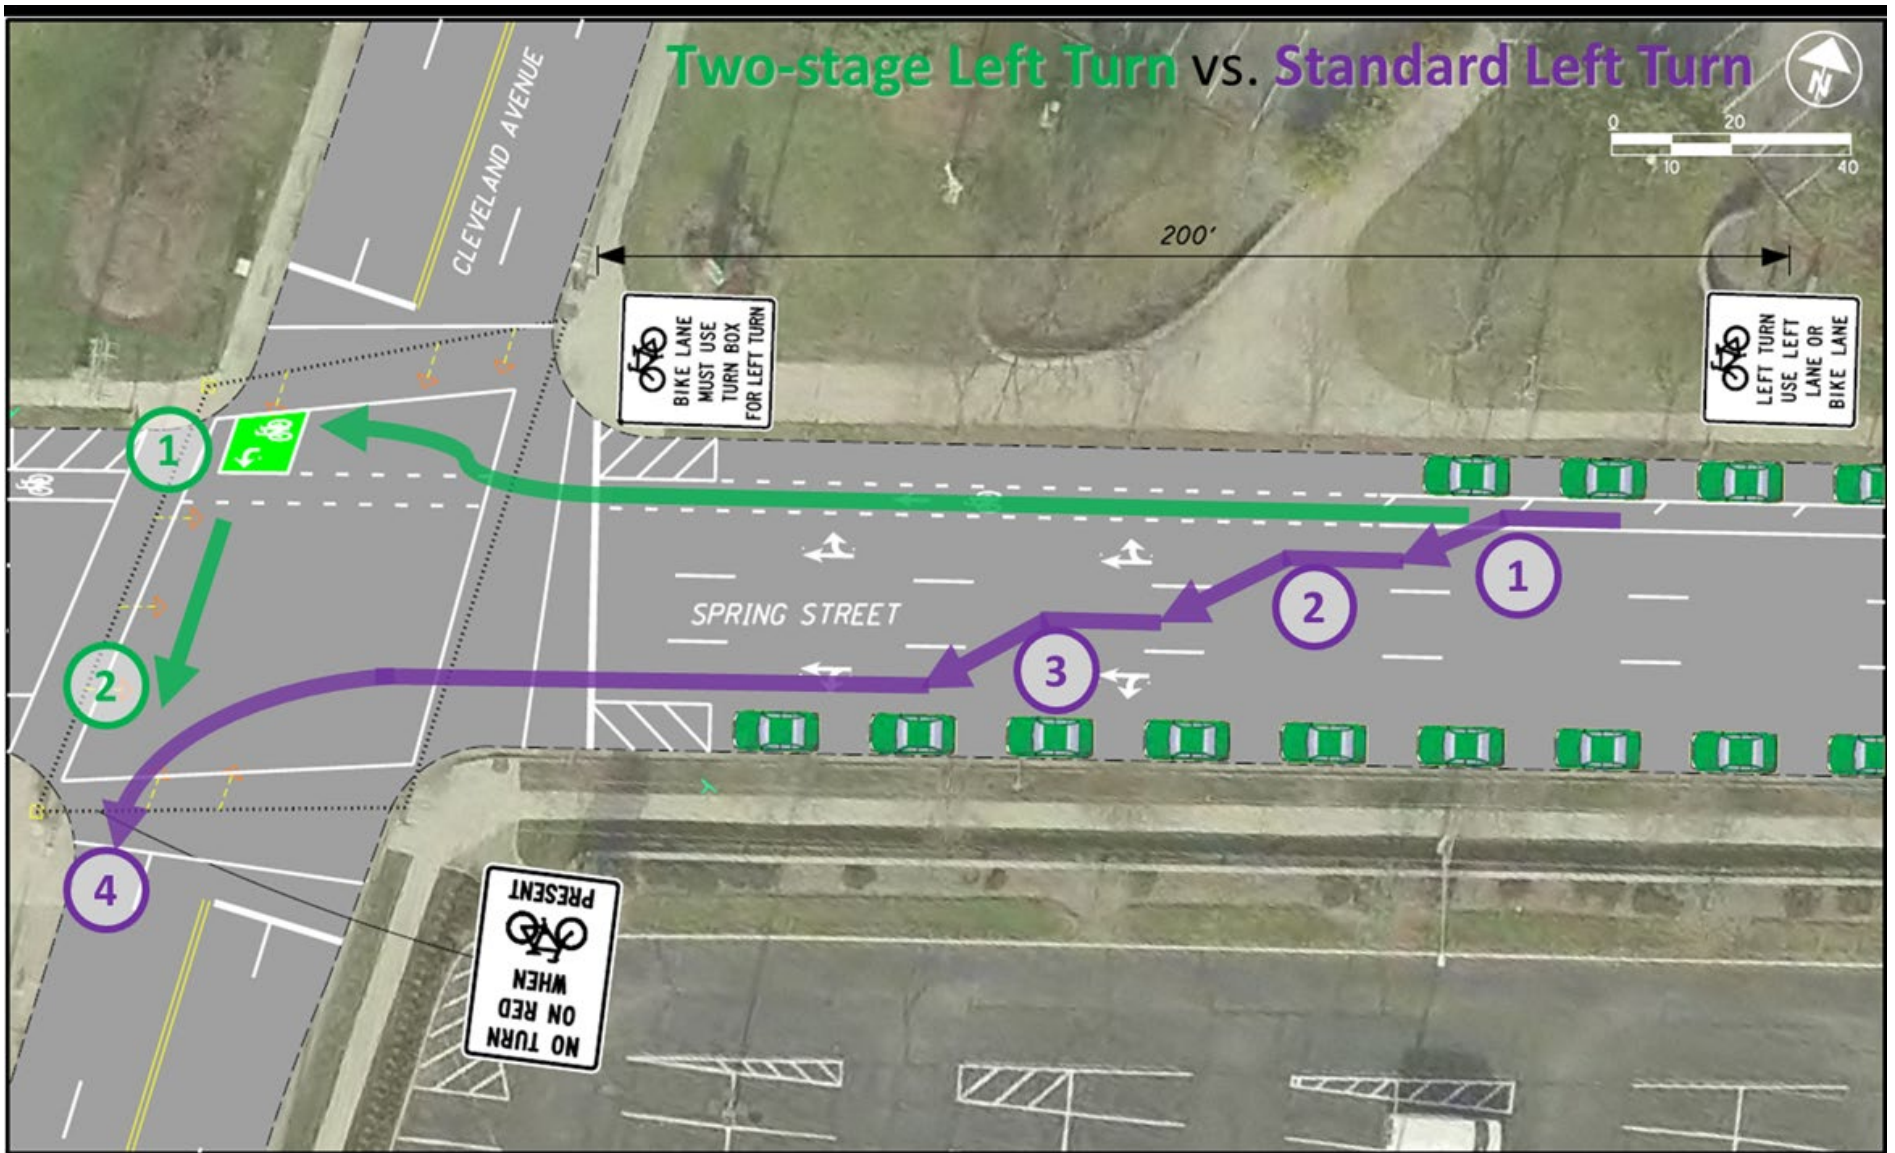 Two-stage Left Turn vs. Standard Left Turn
N
0 20
10 40
CLEVELAND AVENUE
200'
BIKE LANE
MUST USE
TURN BOX
FOR LEFT TURN
LEFT TURN
USE LEFT
LANE OR
BIKE LANE
1
2
SPRING STREET
1
2
3
4
NO TURN
ON RED
WHEN
PRESENT